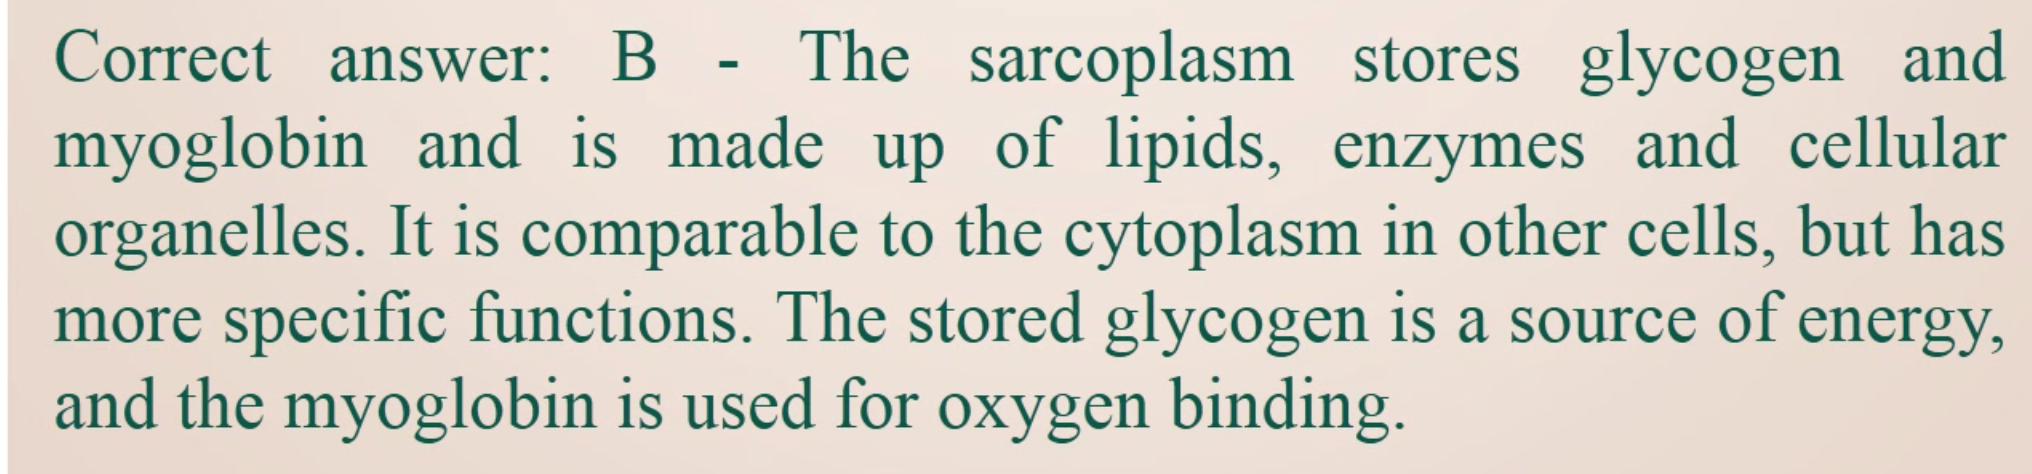 Correct answer: B - The sarcoplasm stores glycogen and
myoglobin and is made up of lipids, enzymes and cellular
organelles. It is comparable to the cytoplasm in other cells, but has
more specific functions. The stored glycogen is a source of energy,
and the myoglobin is used for oxygen binding.